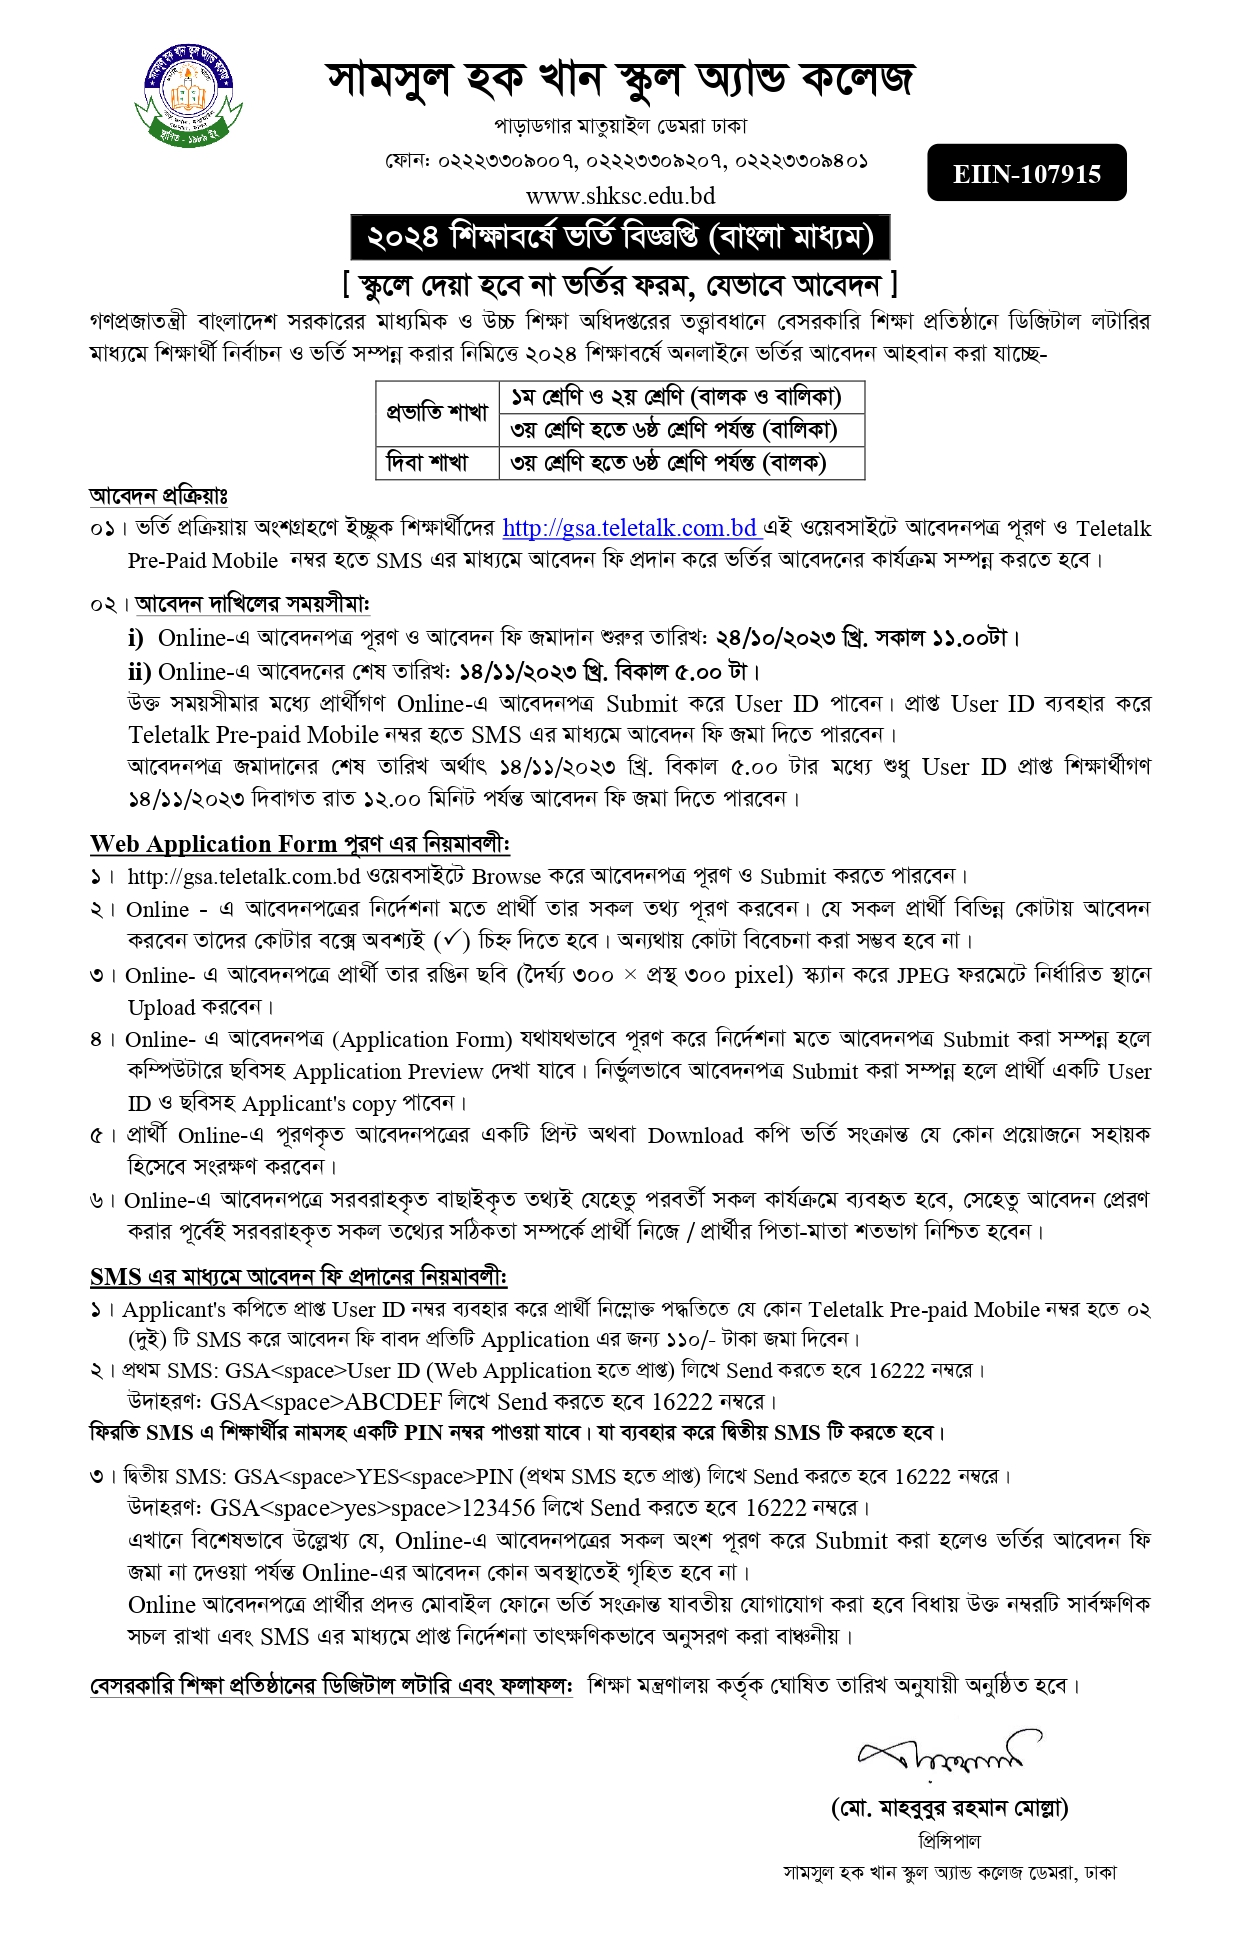 সামসুল হক খান স্কুল অ্যান্ড কলেজ
পাড়াডগার মাতুয়াইল ডেমরা ঢাকা
ফোন: ০২২২৩৩০৯০০৭, ০২২২৩৩০৯২০৭, ০২২২৩৩০৯৪০১
EIIN-107915
www.shksc.edu.bd
২০২৪ শিক্ষাবর্ষে ভর্তি বিজ্ঞপ্তি (বাংলা মাধ্যম)
[ স্কুলে দেয়া হবে না ভর্তির ফরম, যেভাবে আবেদন ]
গণপ্রজাতন্ত্রী বাংলাদেশ সরকারের মাধ্যমিক ও উচ্চ শিক্ষা অধিদপ্তরের তত্ত্বাবধানে বেসরকারি শিক্ষা প্রতিষ্ঠানে ডিজিটাল লটারির
মাধ্যমে শিক্ষার্থী নির্বাচন ও ভর্তি সম্পন্ন করার নিমিত্তে ২০২৪ শিক্ষাবর্ষে অনলাইনে ভর্তির আবেদন আহবান করা যাচ্ছে-
প্রভাতি শাখা
১ম শ্রেণি ও ২য় শ্রেণি (বালক ও বালিকা)
৩য় শ্রেণি হতে ৬ষ্ঠ শ্রেণি পর্যন্ত (বালিকা)
দিবা শাখা
৩য় শ্রেণি হতে ৬ষ্ঠ শ্রেণি পর্যন্ত (বালক)
আবেদন প্রক্রিয়াঃ
০১। ভর্তি প্রক্রিয়ায় অংশগ্রহণে ইচ্ছুক শিক্ষার্থীদের http://gsa.teletalk.com.bd এই ওয়েবসাইটে আবেদনপত্র পূরণ ও Teletalk
Pre-Paid Mobile নম্বর হতে SMS এর মাধ্যমে আবেদন ফি প্রদান করে ভর্তির আবেদনের কার্যক্রম সম্পন্ন করতে হবে।
০২। আবেদন দাখিলের সময়সীমা:
i) Online-এ আবেদনপত্র পূরণ ও আবেদন ফি জমাদান শুরুর তারিখ: ২৪/১০/২০২৩ খ্রি. সকাল ১১.০০টা।
ii) Online-এ আবেদনের শেষ তারিখ: ১৪/১১/২০২৩ খ্রি. বিকাল ৫.০০ টা।
উক্ত সময়সীমার মধ্যে প্রার্থীগণ Online-এ আবেদনপত্র Submit করে User ID পাবেন। প্রাপ্ত User ID ব্যবহার করে
Teletalk Pre-paid Mobile নম্বর হতে SMS এর মাধ্যমে আবেদন ফি জমা দিতে পারবেন।
আবেদনপত্র জমাদানের শেষ তারিখ অর্থাৎ ১৪/১১/২০২৩ খ্রি. বিকাল ৫.০০ টার মধ্যে শুধু User ID প্রাপ্ত শিক্ষার্থীগণ
১৪/১১/২০২৩ দিবাগত রাত ১২.০০ মিনিট পর্যন্ত আবেদন ফি জমা দিতে পারবেন।
Web Application Form পূরণ এর নিয়মাবলী:
১। http://gsa.teletalk.com.bd ওয়েবসাইটে Browse করে আবেদনপত্র পূরণ ও Submit করতে পারবেন।
২। Online - এ আবেদনপত্রের নির্দেশনা মতে প্রার্থী তার সকল তথ্য পূরণ করবেন। যে সকল প্রার্থী বিভিন্ন কোটায় আবেদন
করবেন তাদের কোটার বক্সে অবশ্যই (✓) চিহ্ন দিতে হবে। অন্যথায় কোটা বিবেচনা করা সম্ভব হবে না।
৩। Online- এ আবেদনপত্রে প্রার্থী তার রঙিন ছবি (দৈর্ঘ্য ৩০০ × প্রস্থ ৩০০ pixel) স্ক্যান করে JPEG ফরমেটে নির্ধারিত স্থানে
Upload করবেন।
৪। Online- এ আবেদনপত্র (Application Form) যথাযথভাবে পূরণ করে নির্দেশনা মতে আবেদনপত্র Submit করা সম্পন্ন হলে
কম্পিউটারে ছবিসহ Application Preview দেখা যাবে। নির্ভুলভাবে আবেদনপত্র Submit করা সম্পন্ন হলে প্রার্থী একটি User
ID ও ছবিসহ Applicant's copy পাবেন।
৫। প্রার্থী Online-এ পূরণকৃত আবেদনপত্রের একটি প্রিন্ট অথবা Download কপি ভর্তি সংক্রান্ত যে কোন প্রয়োজনে সহায়ক
হিসেবে সংরক্ষণ করবেন।
৬। Online-এ আবেদনপত্রে সরবরাহকৃত বাছাইকৃত তথ্যই যেহেতু পরবর্তী সকল কার্যক্রমে ব্যবহৃত হবে, সেহেতু আবেদন প্রেরণ
করার পূর্বেই সরবরাহকৃত সকল তথ্যের সঠিকতা সম্পর্কে প্রার্থী নিজে / প্রার্থীর পিতা-মাতা শতভাগ নিশ্চিত হবেন।
SMS এর মাধ্যমে আবেদন ফি প্রদানের নিয়মাবলী:
১। Applicant's কপিতে প্রাপ্ত User ID নম্বর ব্যবহার করে প্রার্থী নিম্নোক্ত পদ্ধতিতে যে কোন Teletalk Pre-paid Mobile নম্বর হতে ০২
(দুই) টি SMS করে আবেদন ফি বাবদ প্রতিটি Application এর জন্য ১১০/- টাকা জমা দিবেন।
২। প্রথম SMS: GSA<space>User ID (Web Application হতে প্রাপ্ত) লিখে Send করতে হবে 16222 নম্বরে।
উদাহরণ: GSA<space>ABCDEF লিখে Send করতে হবে 16222 নম্বরে।
ফিরতি SMS এ শিক্ষার্থীর নামসহ একটি PIN নম্বর পাওয়া যাবে। যা ব্যবহার করে দ্বিতীয় SMS টি করতে হবে।
৩। দ্বিতীয় SMS: GSA<space>YES<space>PIN (প্রথম SMS হতে প্রাপ্ত) লিখে Send করতে হবে 16222 নম্বরে।
উদাহরণ: GSA<space>yes>space>123456 লিখে Send করতে হবে 16222 নম্বরে।
এখানে বিশেষভাবে উল্লেখ্য যে, Online-এ আবেদনপত্রের সকল অংশ পূরণ করে Submit করা হলেও ভর্তির আবেদন ফি
জমা না দেওয়া পর্যন্ত Online-এর আবেদন কোন অবস্থাতেই গৃহিত হবে না।
Online আবেদনপত্রে প্রার্থীর প্রদত্ত মোবাইল ফোনে ভর্তি সংক্রান্ত যাবতীয় যোগাযোগ করা হবে বিধায় উক্ত নম্বরটি সার্বক্ষণিক
সচল রাখা এবং SMS এর মাধ্যমে প্রাপ্ত নির্দেশনা তাৎক্ষণিকভাবে অনুসরণ করা বাঞ্চনীয়।
বেসরকারি শিক্ষা প্রতিষ্ঠানের ডিজিটাল লটারি এবং ফলাফল: শিক্ষা মন্ত্রণালয় কর্তৃক ঘোষিত তারিখ অনুযায়ী অনুষ্ঠিত হবে।
(মো. মাহবুবুর রহমান মোল্লা)
প্রিন্সিপাল
সামসুল হক খান স্কুল অ্যান্ড কলেজ ডেমরা, ঢাকা